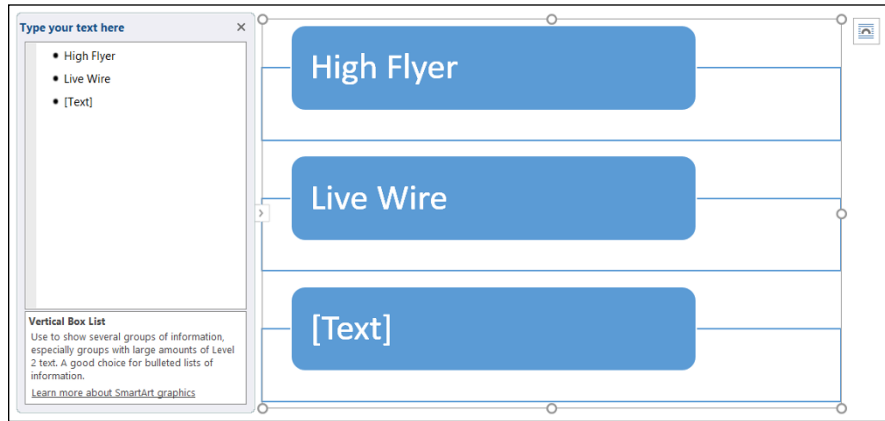 Type your text here
High Flyer
Live Wire
[Text]
Vertical Box List
Use to show several groups of information,
especially groups with large amounts of Level
2 text. A good choice for bulleted lists of
information.
Learn more about SmartArt graphics
High Flyer
Live Wire
[Text]